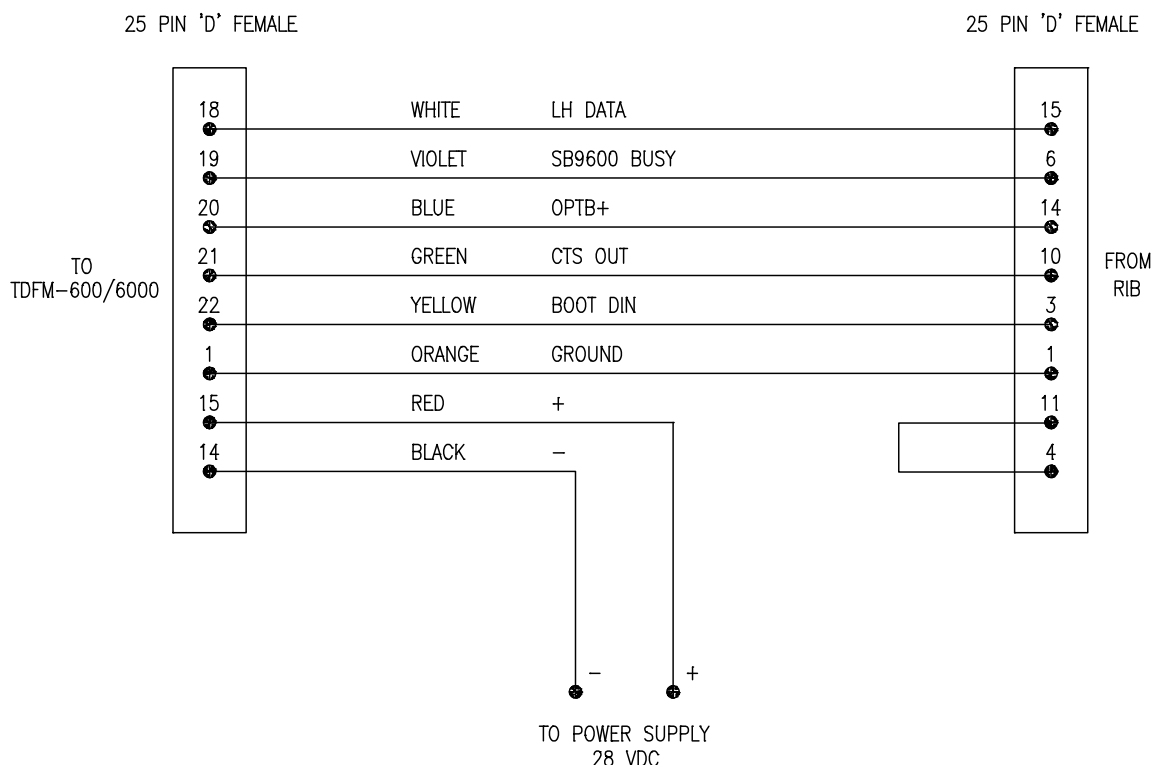 25 PIN 'D' FEMALE 25 PIN 'D' FEMALE
18 WHITE LH DATA 15
19 VIOLET SB9600 BUSY 6
20 BLUE OPTB+ 14
21 GREEN CTS OUT 10
TO
TDFM-600/6000
FROM
RIB
22 YELLOW BOOT DIN 3
1 ORANGE GROUND 1
15 RED + 11
14 BLACK - 4
- +
TO POWER SUPPLY
28 VDC